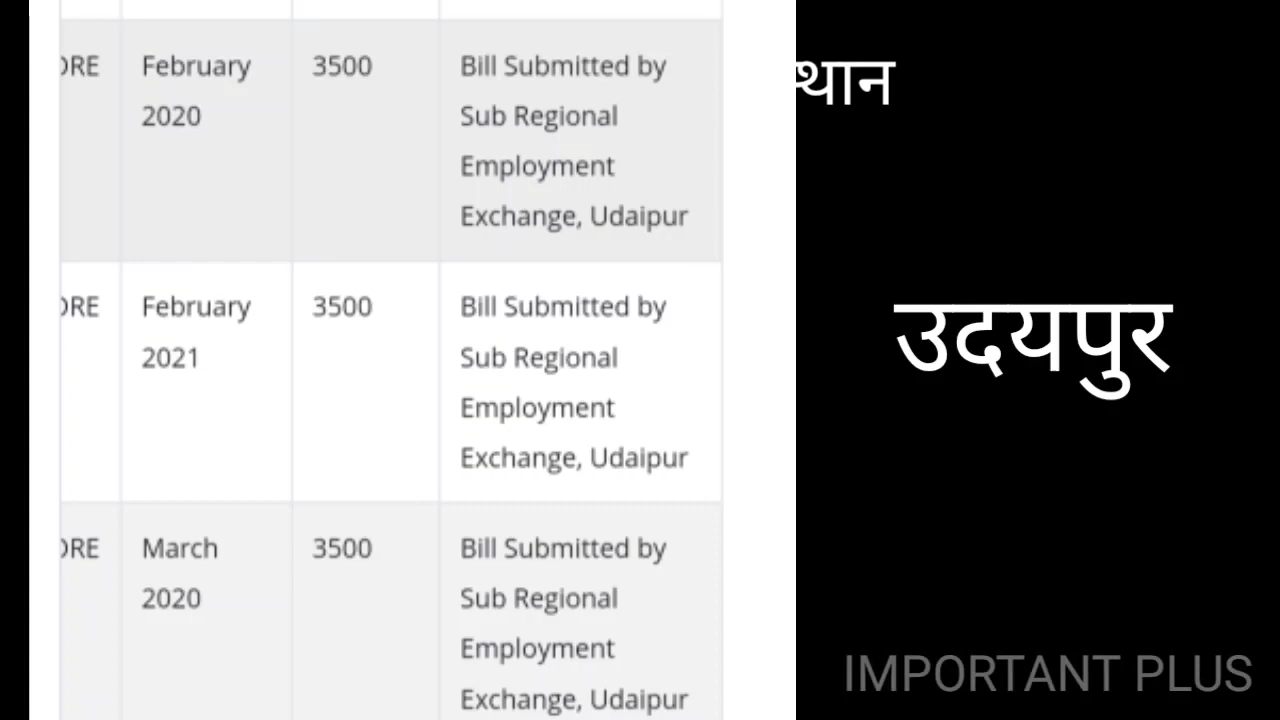 February 2020 3500 Bill Submitted by
Sub Regional
Employment
Exchange, Udaipur
February 2021 3500 Bill Submitted by
Sub Regional
Employment
Exchange, Udaipur
March 2020 3500 Bill Submitted by
Sub Regional
Employment
Exchange, Udaipur
उदयपुर
IMPORTANT PLUS